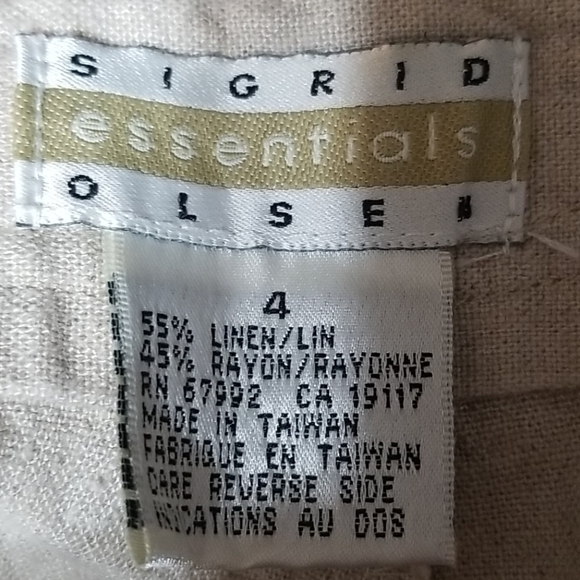 SIGRID
essentials
OLSEN
4
55% LINEN/LIN
45% RAYON/RAYONNE
RN 67992 CA 19117
MADE IN TAIWAN
FABRIQUE EN TAIWAN
CARE REVERSE SIDE
INDICATIONS AU DOS